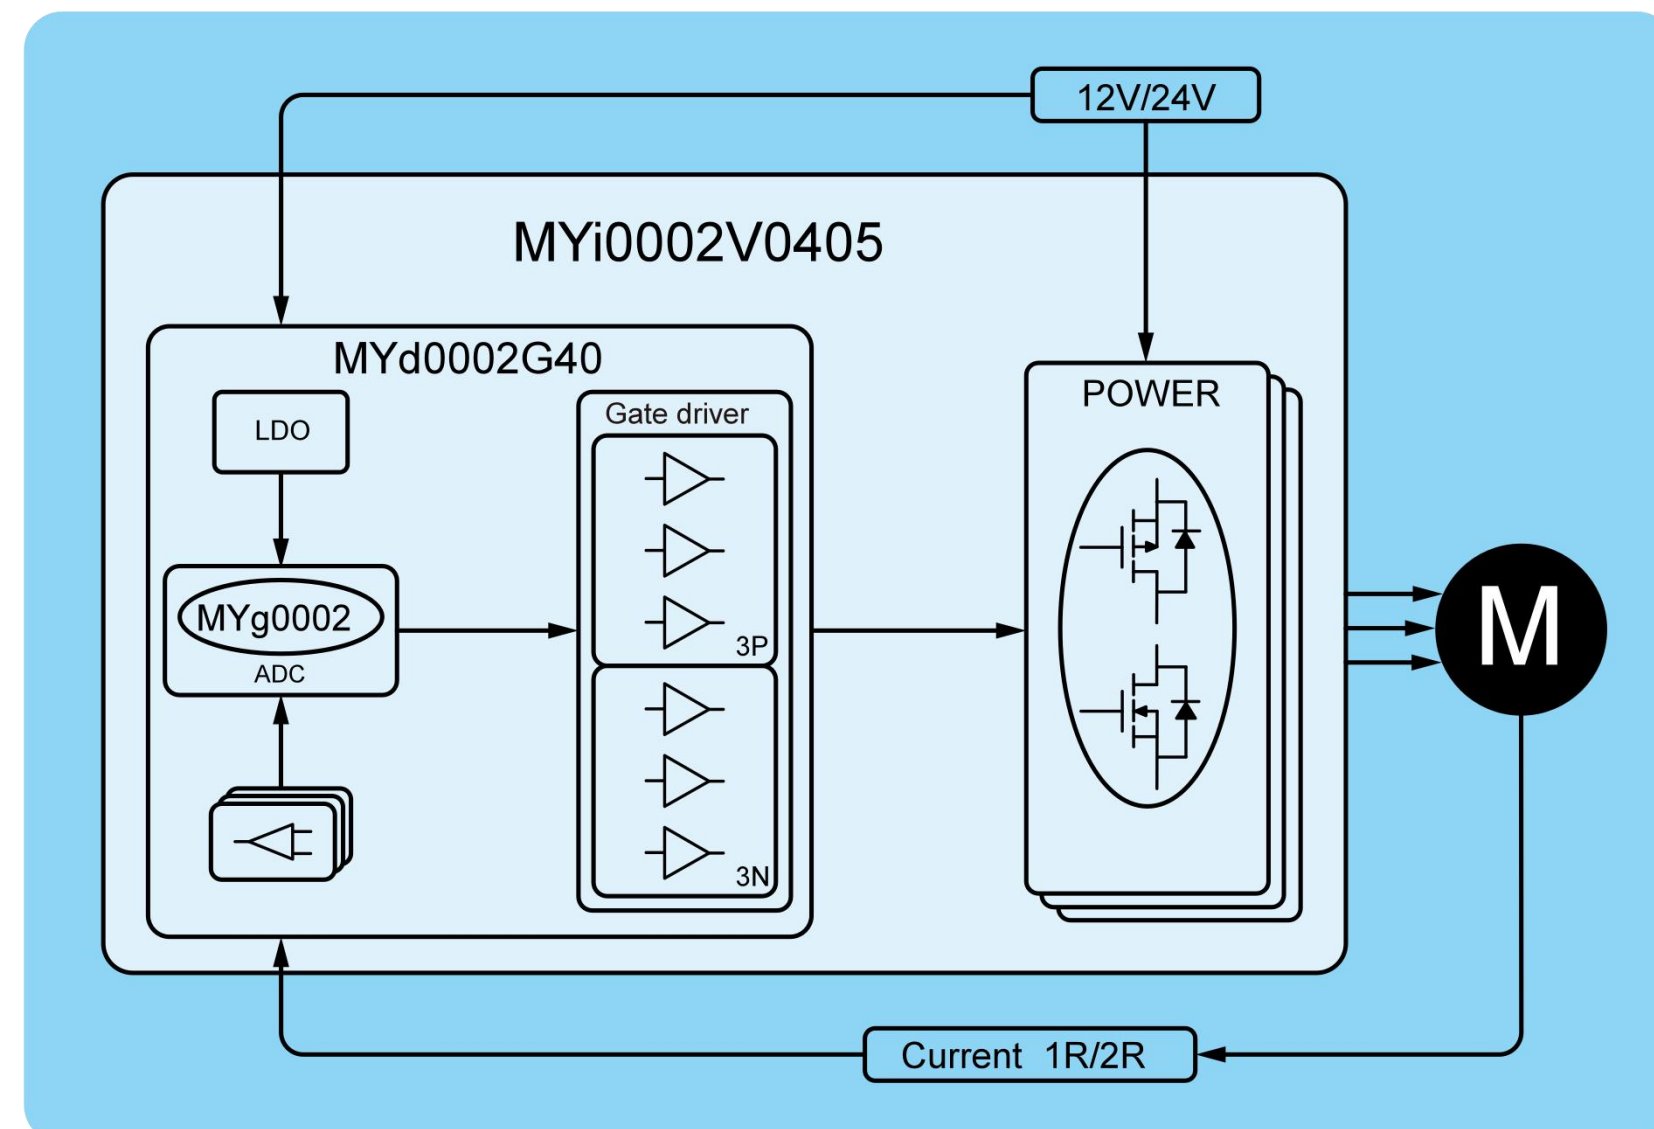 12V/24V
MYi0002V0405
MYd0002G40
LDO
Gate driver
3P
3N
MYg0002
ADC
POWER
M
Current 1R/2R